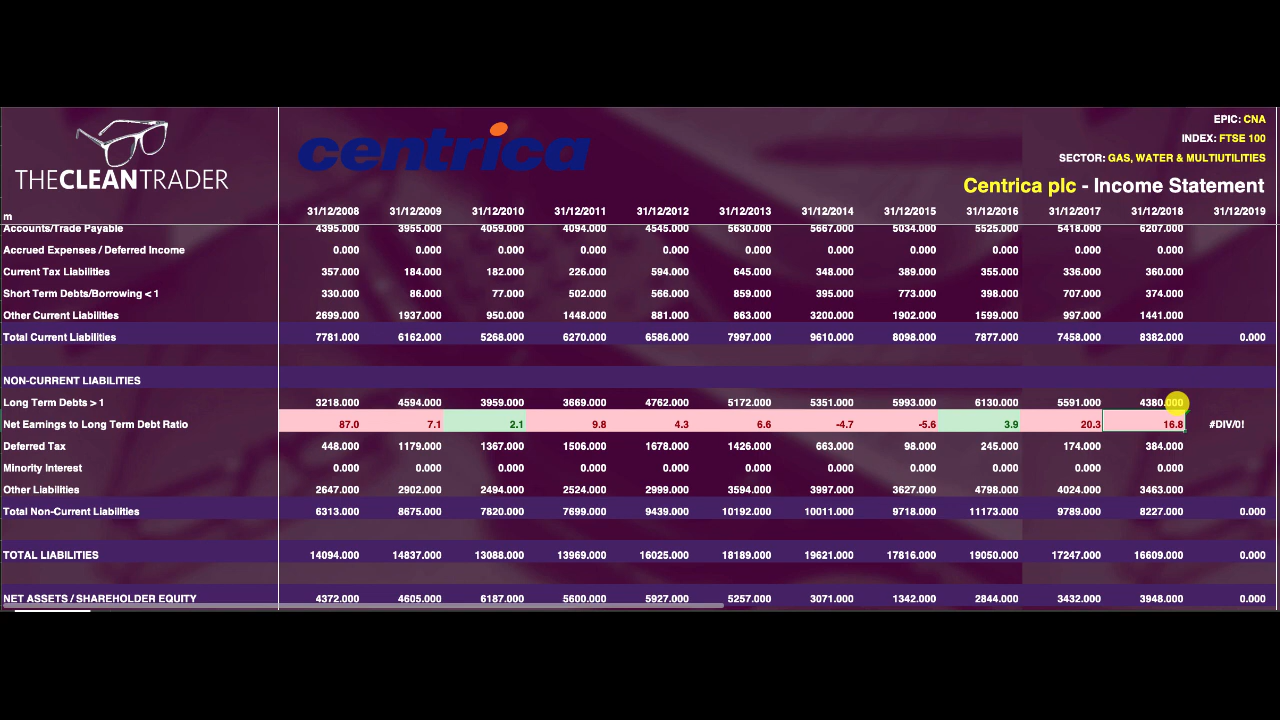 THECLEANTRADER
centrica
EPIC: CNA
INDEX: FTSE 100
SECTOR: GAS, WATER & MULTIUTILITIES
Centrica plc - Income Statement
m 31/12/2008 31/12/2009 31/12/2010 31/12/2011 31/12/2012 31/12/2013 31/12/2014 31/12/2015 31/12/2016 31/12/2017 31/12/2018 31/12/2019
Accounts/Trade Payable 4395.000 3955.000 4059.000 4094.000 4545.000 5630.000 5667.000 5034.000 5525.000 5418.000 6207.000
Accrued Expenses / Deferred Income 0.000 0.000 0.000 0.000 0.000 0.000 0.000 0.000 0.000 0.000 0.000
Current Tax Liabilities 357.000 184.000 182.000 226.000 594.000 645.000 348.000 389.000 355.000 336.000 360.000
Short Term Debts/Borrowing < 1 330.000 86.000 77.000 502.000 566.000 859.000 395.000 773.000 398.000 707.000 374.000
Other Current Liabilities 2699.000 1937.000 950.000 1448.000 881.000 863.000 3200.000 1902.000 1599.000 997.000 1441.000
Total Current Liabilities 7781.000 6162.000 5268.000 6270.000 6586.000 7997.000 9610.000 8098.000 7877.000 7458.000 8382.000 0.000
NON-CURRENT LIABILITIES
Long Term Debts > 1 3218.000 4594.000 3959.000 3669.000 4762.000 5172.000 5351.000 5993.000 6130.000 5591.000 4380.000
Net Earnings to Long Term Debt Ratio 87.0 7.1 2.1 9.8 4.3 6.6 -4.7 -5.6 3.9 20.3 16.8 #DIV/0!
Deferred Tax 448.000 1179.000 1367.000 1506.000 1678.000 1426.000 663.000 98.000 245.000 174.000 384.000
Minority Interest 0.000 0.000 0.000 0.000 0.000 0.000 0.000 0.000 0.000 0.000 0.000
Other Liabilities 2647.000 2902.000 2494.000 2524.000 2999.000 3594.000 3997.000 3627.000 4798.000 4024.000 3463.000
Total Non-Current Liabilities 6313.000 8675.000 7820.000 7699.000 9439.000 10192.000 10011.000 9718.000 11173.000 9789.000 8227.000 0.000
TOTAL LIABILITIES 14094.000 14837.000 13088.000 13969.000 16025.000 18189.000 19621.000 17816.000 19050.000 17247.000 16609.000 0.000
NET ASSETS / SHAREHOLDER EQUITY 4372.000 4605.000 6187.000 5600.000 5927.000 5257.000 3071.000 1342.000 2844.000 3432.000 3948.000 0.000